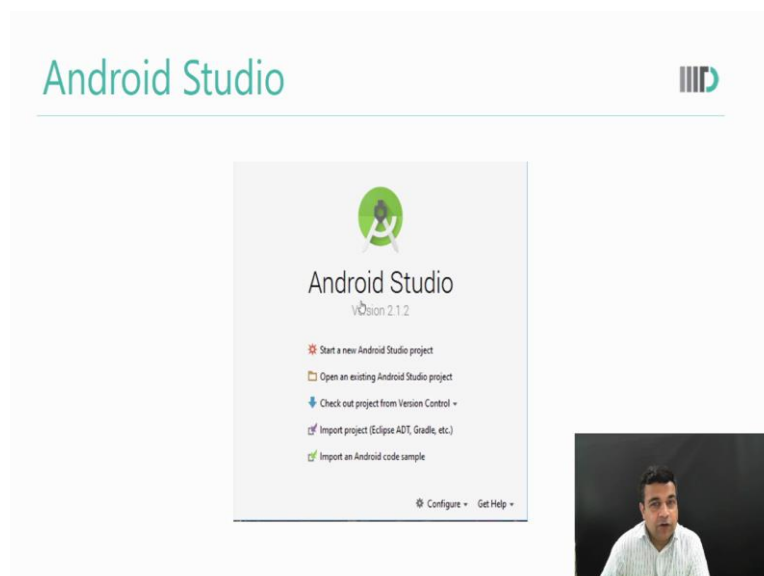 Android Studio
Android Studio
Version 2.1.2
Start a new Android Studio project
Open an existing Android Studio project
Check out project from Version Control
Import project (Eclipse ADT, Gradle, etc.)
Import an Android code sample
Configure Get Help